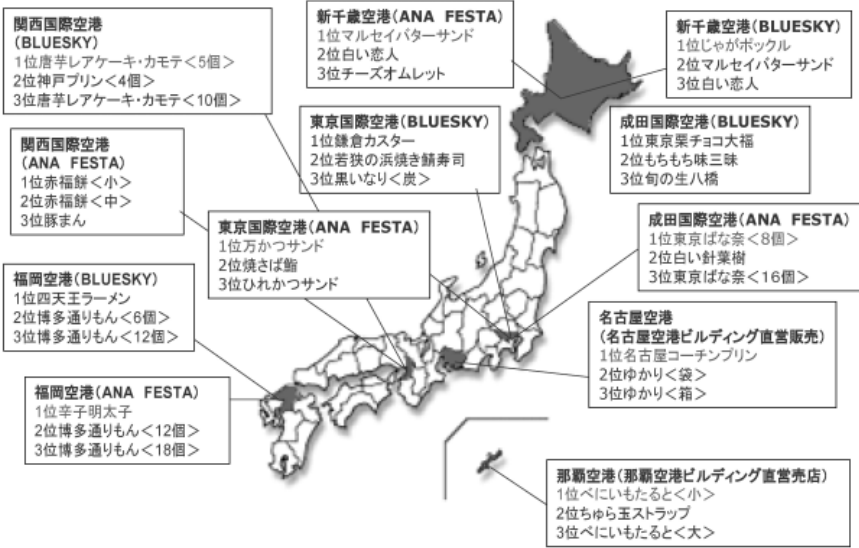 関西国際空港
(BLUESKY)
1位唐芋レアケーキ・カモテ<5個>
2位神戸プリン<4個>
3位唐芋レアケーキ・カモテ<10個>
新千歳空港(ANA FESTA)
1位マルセイバターサンド
2位白い恋人
3位チーズオムレット
新千歳空港(BLUESKY)
1位じゃがポックル
2位マルセイバターサンド
3位白い恋人
関西国際空港
(ANA FESTA)
1位赤福餅<小>
2位赤福餅<中>
3位豚まん
東京国際空港(BLUESKY)
1位鎌倉カスター
2位若狭の浜焼き鯖寿司
3位黒いなり<炭>
成田国際空港(BLUESKY)
1位東京栗チョコ大福
2位もちもち味三昧
3位旬の生八橋
東京国際空港(ANA FESTA)
1位万かつサンド
2位焼さば鮨
3位ひれかつサンド
成田国際空港(ANA FESTA)
1位東京ばな奈<8個>
2位白い針葉樹
3位東京ばな奈<16個>
福岡空港(BLUESKY)
1位四天王ラーメン
2位博多通りもん<6個>
3位博多通りもん<12個>
名古屋空港
(名古屋空港ビルディング直営販売)
1位名古屋コーチンプリン
2位ゆかり<袋>
3位ゆかり<箱>
福岡空港(ANA FESTA)
1位辛子明太子
2位博多通りもん<12個>
3位博多通りもん<18個>
那覇空港(那覇空港ビルディング直営売店)
1位べにいもたると<小>
2位ちゅら玉ストラップ
3位べにいもたると<大>